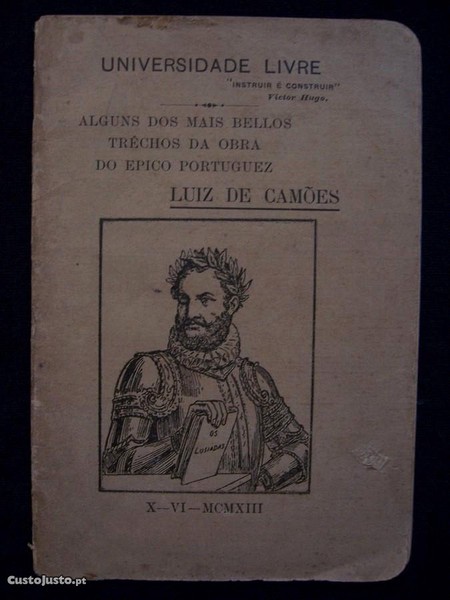 UNIVERSIDADE LIVRE
"INSTRUIR É CONSTRUIR"
Victor Hugo.
ALGUNS DOS MAIS BELLOS
TRÊCHOS DA OBRA
DO EPICO PORTUGUEZ
LUIZ DE CAMÕES
OS
LUSIADAS
X—VI—MCMXIII
CustoJusto.pt